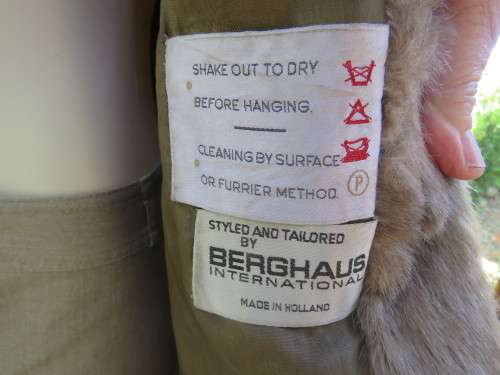 SHAKE OUT TO DRY
BEFORE HANGING.
CLEANING BY SURFACE
OR FURRIER METHOD.
P
STYLED AND TAILORED
BY
BERGHAUS
INTERNATIONAL
MADE IN HOLLAND